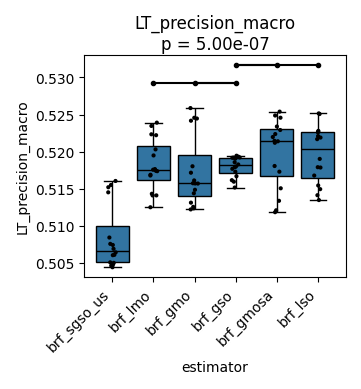 LT_precision_macro
p = 5.00e-07
LT_precision_macro
0.530
0.525
0.520
0.515
0.510
0.505
brf_sgso_us
brf_lmo
brf_gmo
brf_gso
brf_gmosa
brf_lso
estimator